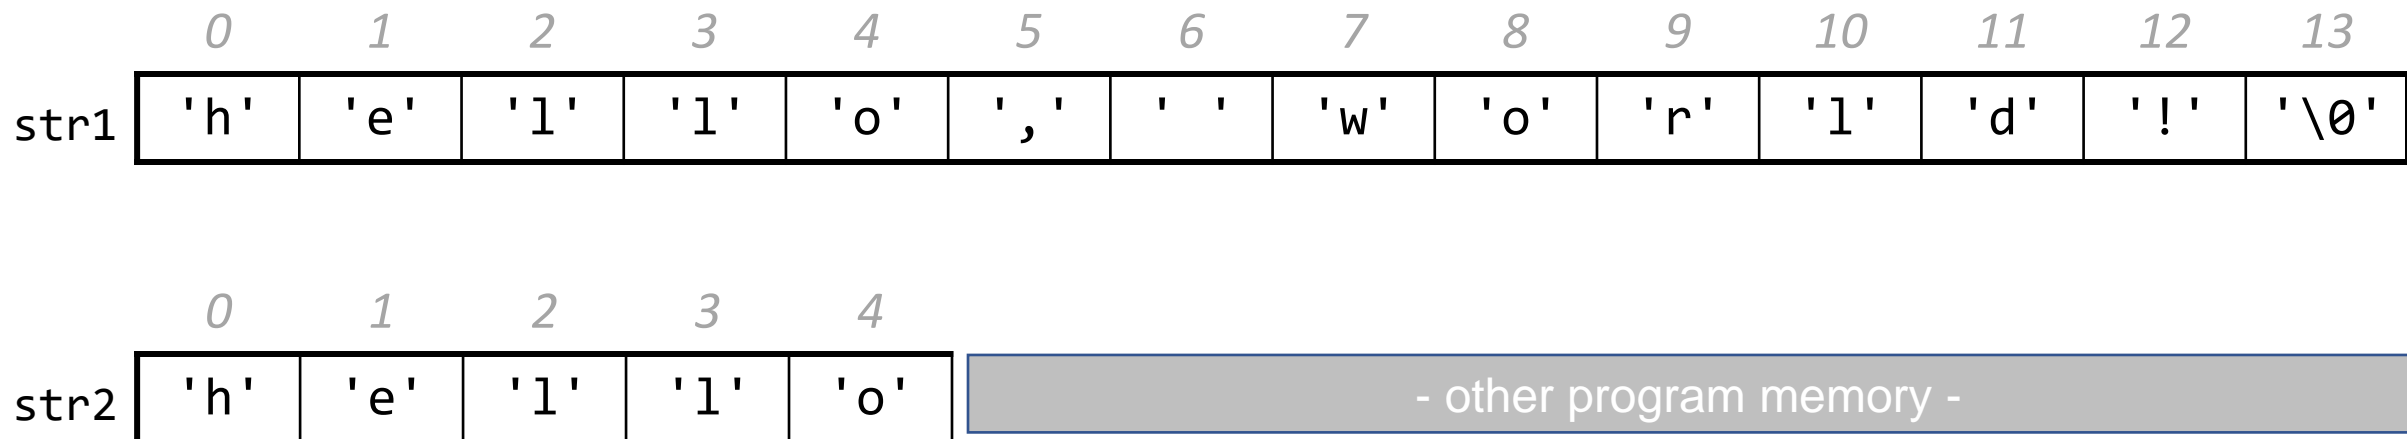 0 1 2 3 4 5 6 7 8 9 10 11 12 13
str1 'h' 'e' 'l' 'l' 'o' ',' ' ' 'w' 'o' 'r' 'l' 'd' '!' '\0'
0 1 2 3 4
str2 'h' 'e' 'l' 'l' 'o' - other program memory -